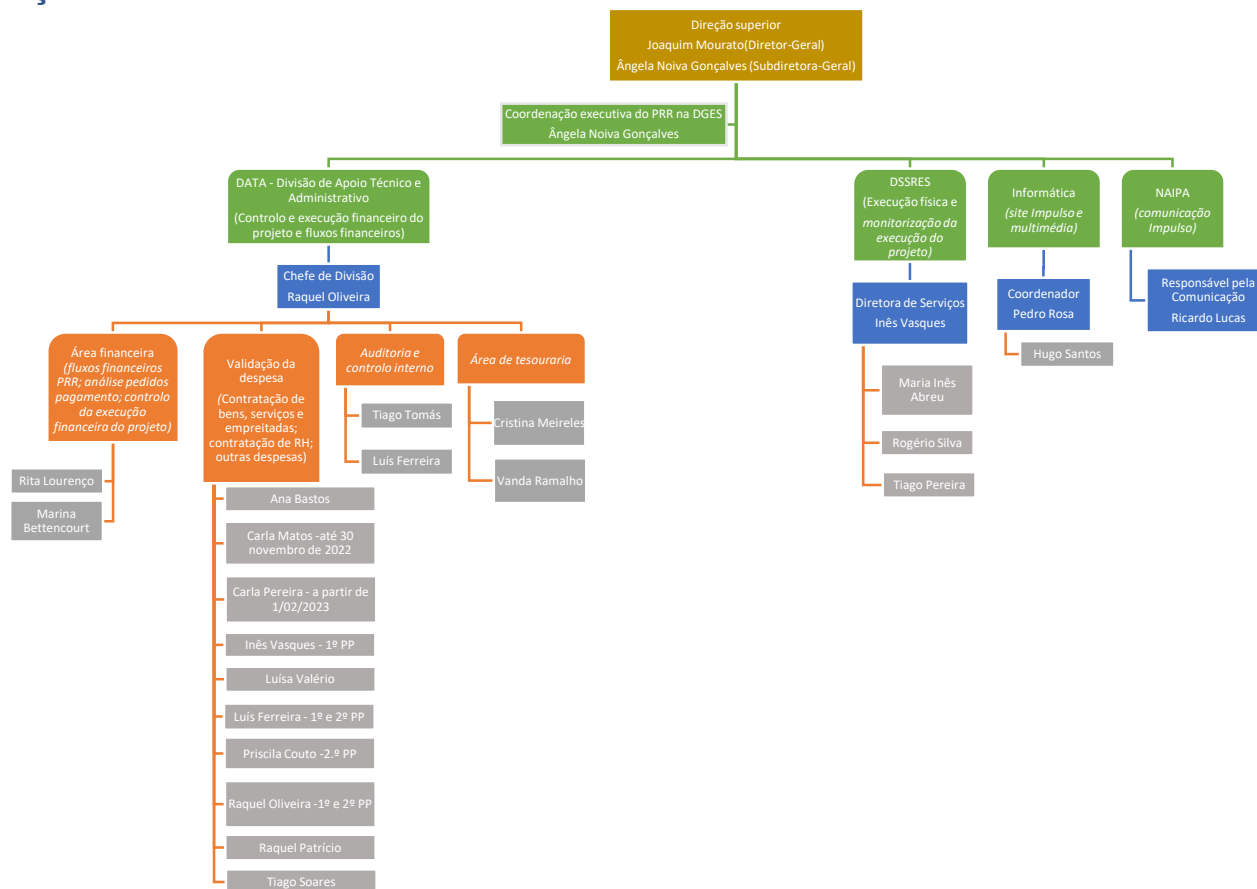 Direção superior
Joaquim Mourato(Diretor-Geral)
Ângela Noiva Gonçalves (Subdiretora-Geral)
Coordenação executiva do PRR na DGES
Ângela Noiva Gonçalves
DATA - Divisão de Apoio Técnico e
Administrativo
(Controlo e execução financeiro do
projeto e fluxos financeiros)
DSSRES
(Execução física e
monitorização da
execução do
projeto)
Informática
(site Impulso e
multimédia)
NAIPA
(comunicação
Impulso)
Chefe de Divisão
Raquel Oliveira
Diretora de Serviços
Inês Vasques
Coordenador
Pedro Rosa
Responsável pela
Comunicação
Ricardo Lucas
Área financeira
(fluxos financeiros
PRR; análise pedidos
pagamento; controlo
da execução
financeira do projeto)
Validação da
despesa
(Contratação de
bens, serviços e
empreitadas;
contratação de RH;
outras despesas)
Auditoria e
controlo interno
Área de tesouraria
Hugo Santos
Maria Inês
Abreu
Rogério Silva
Tiago Pereira
Tiago Tomás
Luís Ferreira
Cristina Meireles
Vanda Ramalho
Rita Lourenço
Marina
Bettencourt
Ana Bastos
Carla Matos -até 30
novembro de 2022
Carla Pereira - a partir de
1/02/2023
Inês Vasques - 1º PP
Luísa Valério
Luís Ferreira - 1º e 2º PP
Priscila Couto -2.º PP
Raquel Oliveira -1º e 2º PP
Raquel Patrício
Tiago Soares